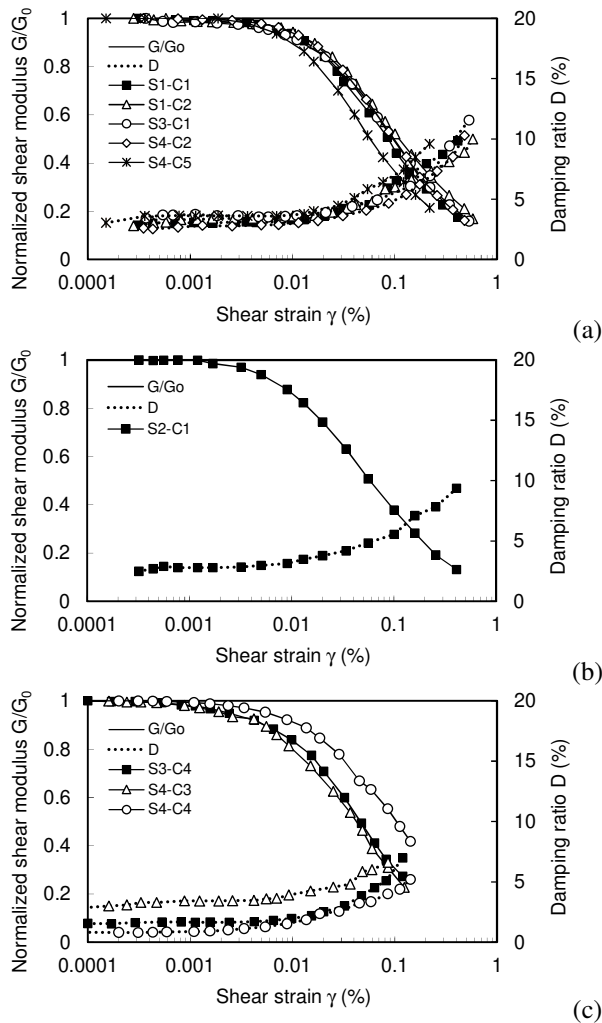 Normalized shear modulus G/G0
1
0.8
0.6
0.4
0.2
0
G/Go
D
S1-C1
S1-C2
S3-C1
S4-C2
S4-C5
20
15
10
5
0
Damping ratio D (%)
0.0001 0.001 0.01 0.1 1
Shear strain γ (%)
(a)
Normalized shear modulus G/G0
1
0.8
0.6
0.4
0.2
0
G/Go
D
S2-C1
20
15
10
5
0
Damping ratio D (%)
0.0001 0.001 0.01 0.1 1
Shear strain γ (%)
(b)
Normalized shear modulus G/G0
1
0.8
0.6
0.4
0.2
0
G/Go
D
S3-C4
S4-C3
S4-C4
20
15
10
5
0
Damping ratio D (%)
0.0001 0.001 0.01 0.1 1
Shear strain γ (%)
(c)